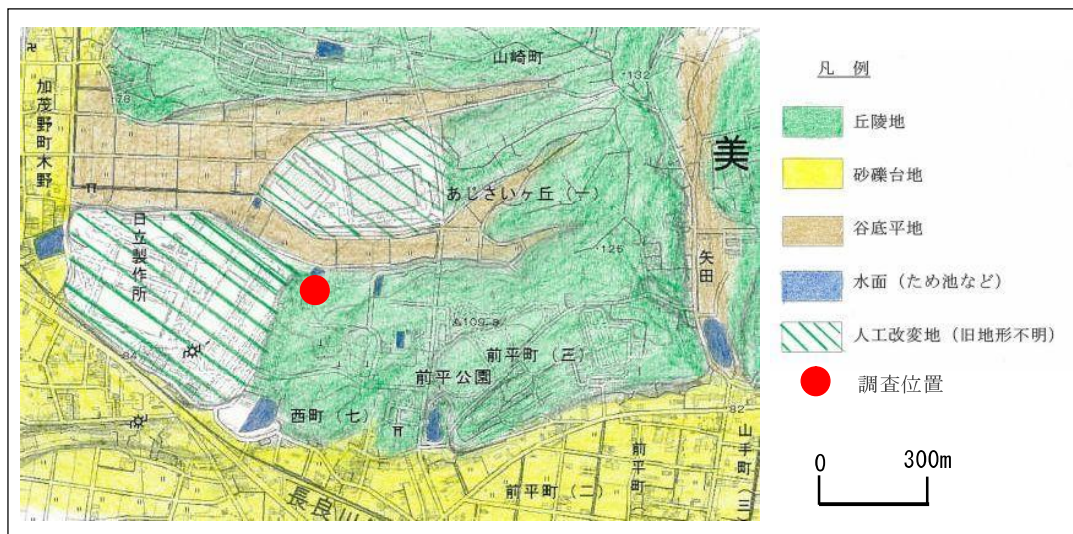 山崎町
132
178
加茂野町木野
美
あじさいヶ丘（一）
日立製作所
125
矢田
109.8
前平町（三）
前平公園
84
西町（七）
82
山手町（三）
前平町
前平町（二）
長良川
凡 例
丘陵地
砂礫台地
谷底平地
水面（ため池など）
人工改変地（旧地形不明）
調査位置
0 300m